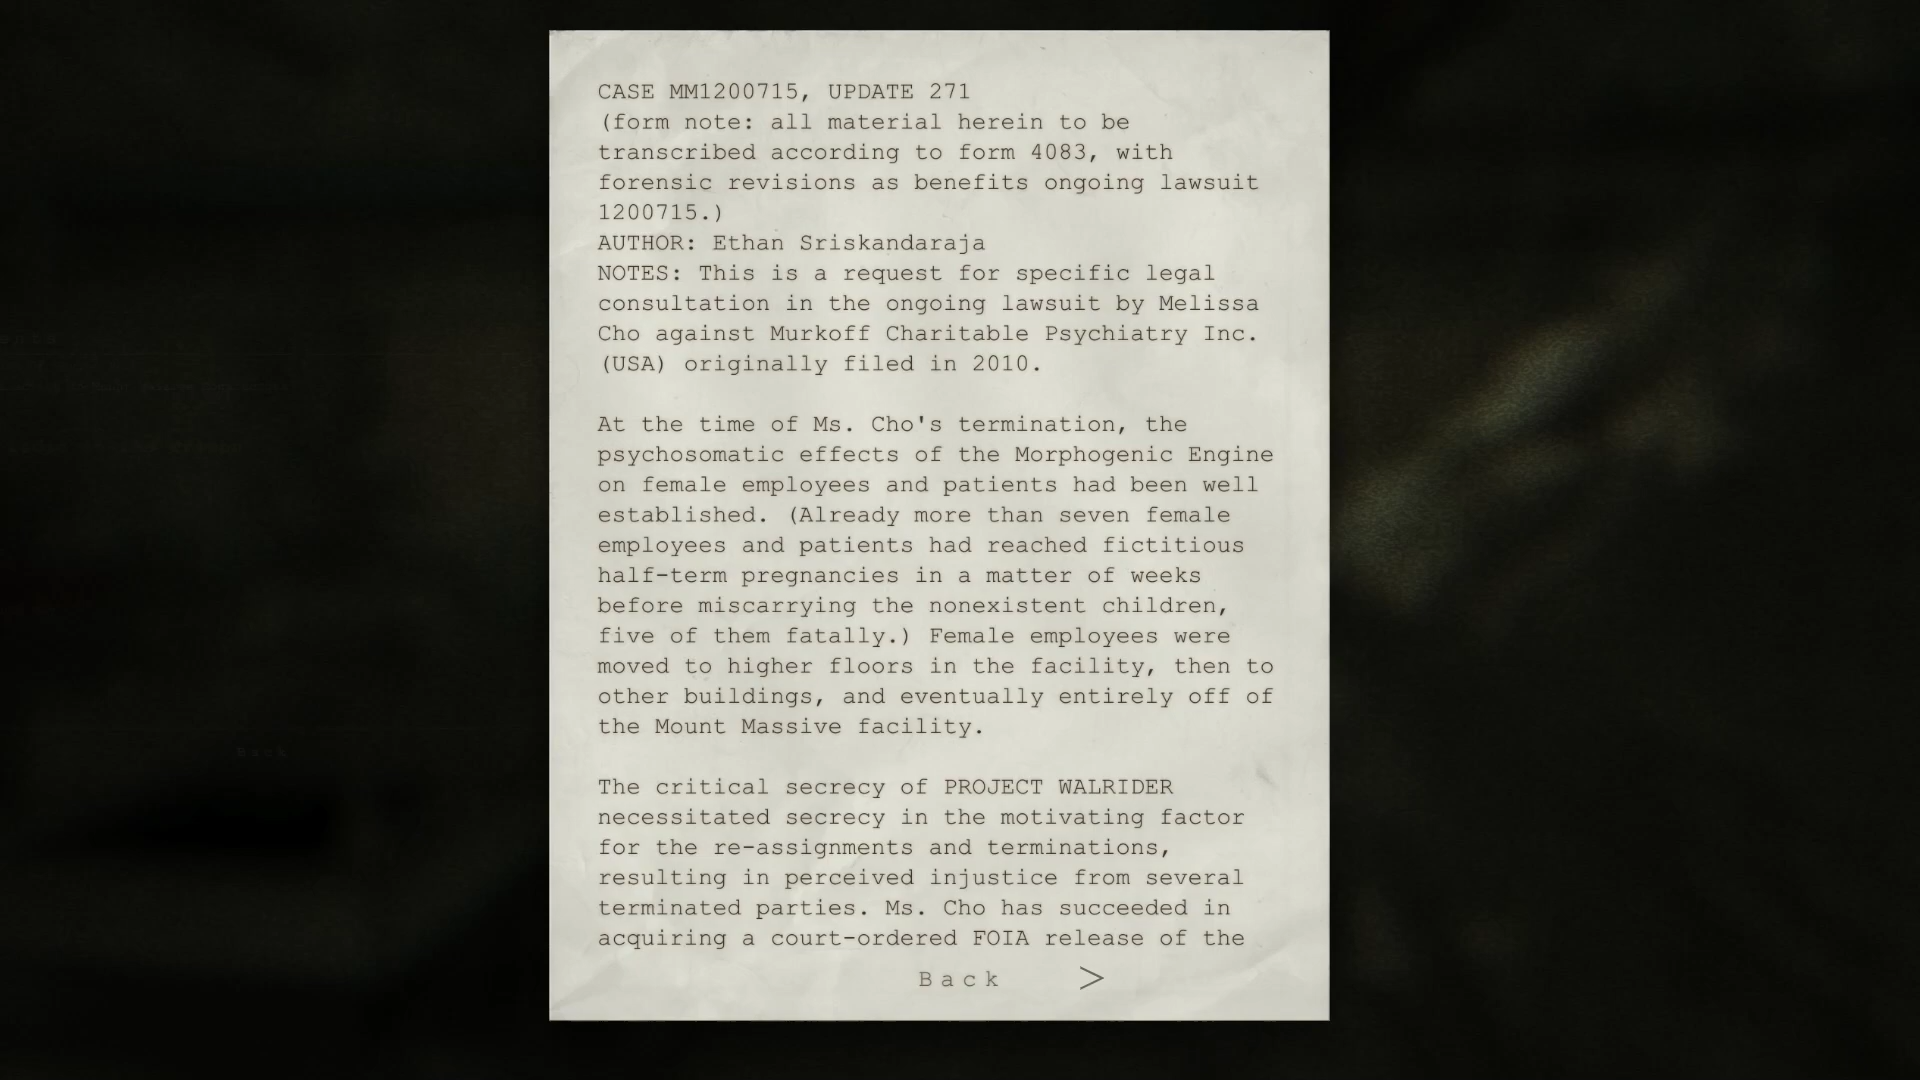 CASE MM1200715, UPDATE 271
(form note: all material herein to be
transcribed according to form 4083, with
forensic revisions as benefits ongoing lawsuit
1200715.)
AUTHOR: Ethan Sriskandaraja
NOTES: This is a request for specific legal
consultation in the ongoing lawsuit by Melissa
Cho against Murkoff Charitable Psychiatry Inc.
(USA) originally filed in 2010.
At the time of Ms. Cho's termination, the
psychosomatic effects of the Morphogenic Engine
on female employees and patients had been well
established. (Already more than seven female
employees and patients had reached fictitious
half-term pregnancies in a matter of weeks
before miscarrying the nonexistent children,
five of them fatally.) Female employees were
moved to higher floors in the facility, then to
other buildings, and eventually entirely off of
the Mount Massive facility.
The critical secrecy of PROJECT WALRIDER
necessitated secrecy in the motivating factor
for the re-assignments and terminations,
resulting in perceived injustice from several
terminated parties. Ms. Cho has succeeded in
acquiring a court-ordered FOIA release of the
Back >
Back